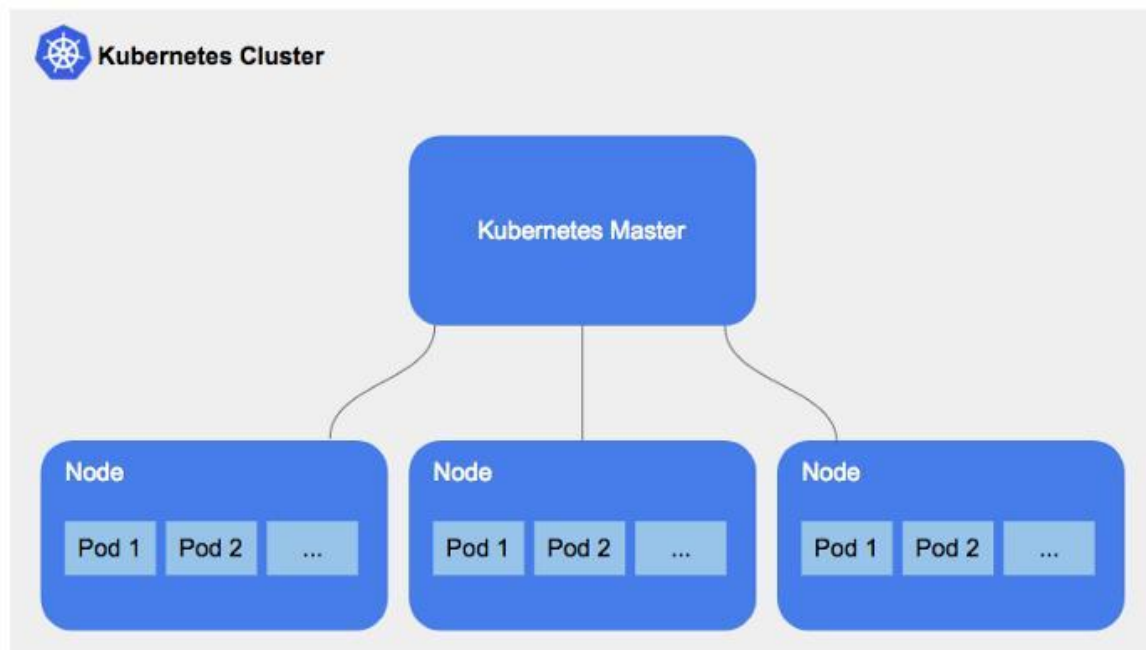 Kubernetes Cluster
Kubernetes Master
Node
Pod 1 Pod 2 ...
Node
Pod 1 Pod 2 ...
Node
Pod 1 Pod 2 ...